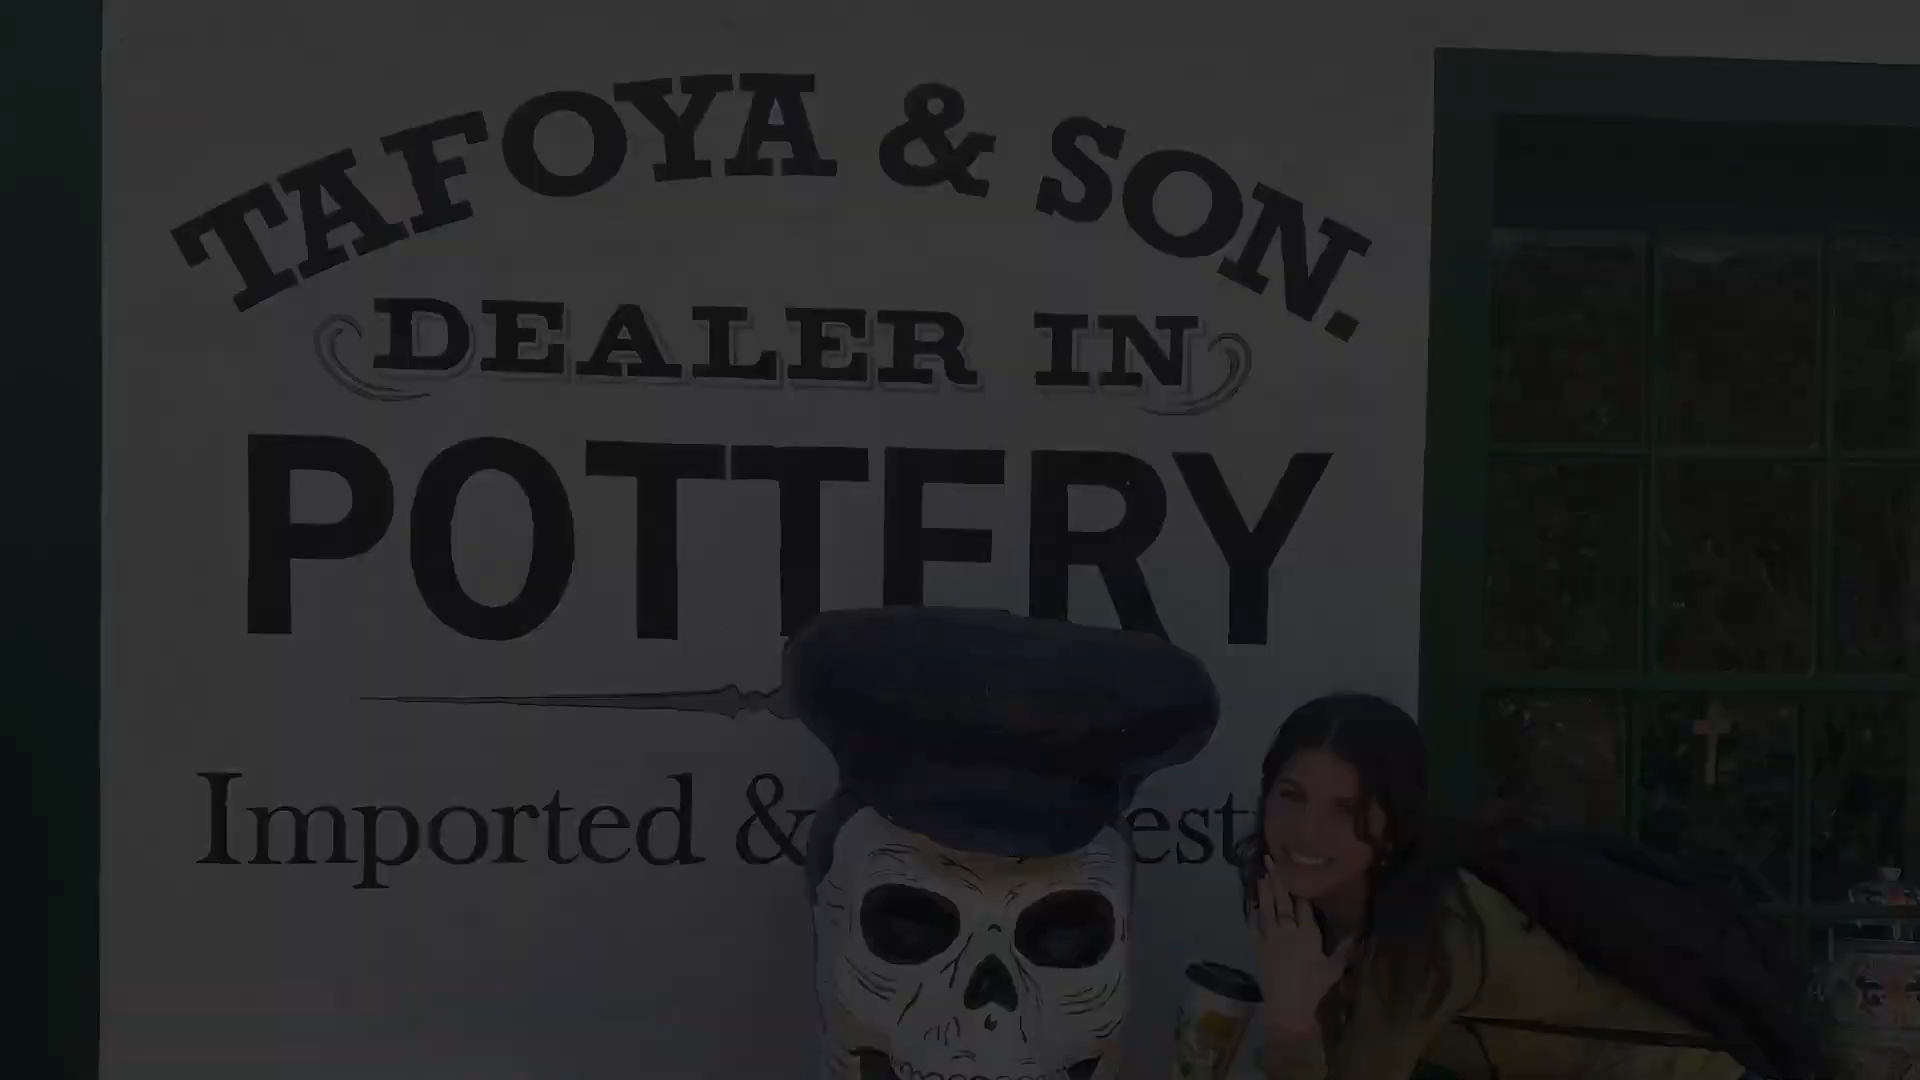 TAFOYA & SON.
DEALER IN
POTTERY
Imported &